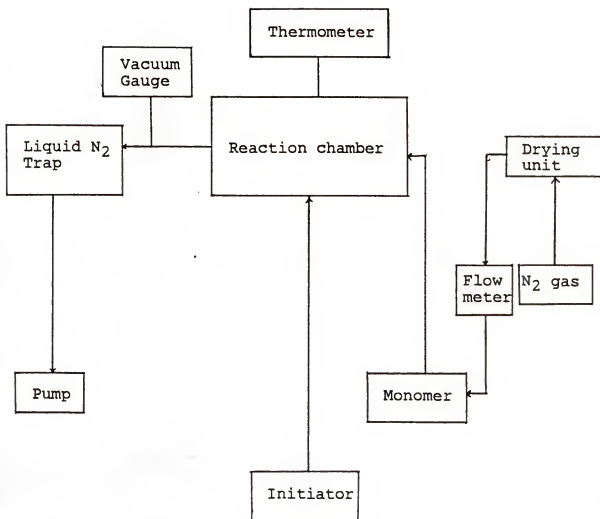 Thermometer
Vacuum
Gauge
Liquid N2
Trap
Reaction chamber
Drying
unit
Flow
meter
N2 gas
Pump
Monomer
Initiator